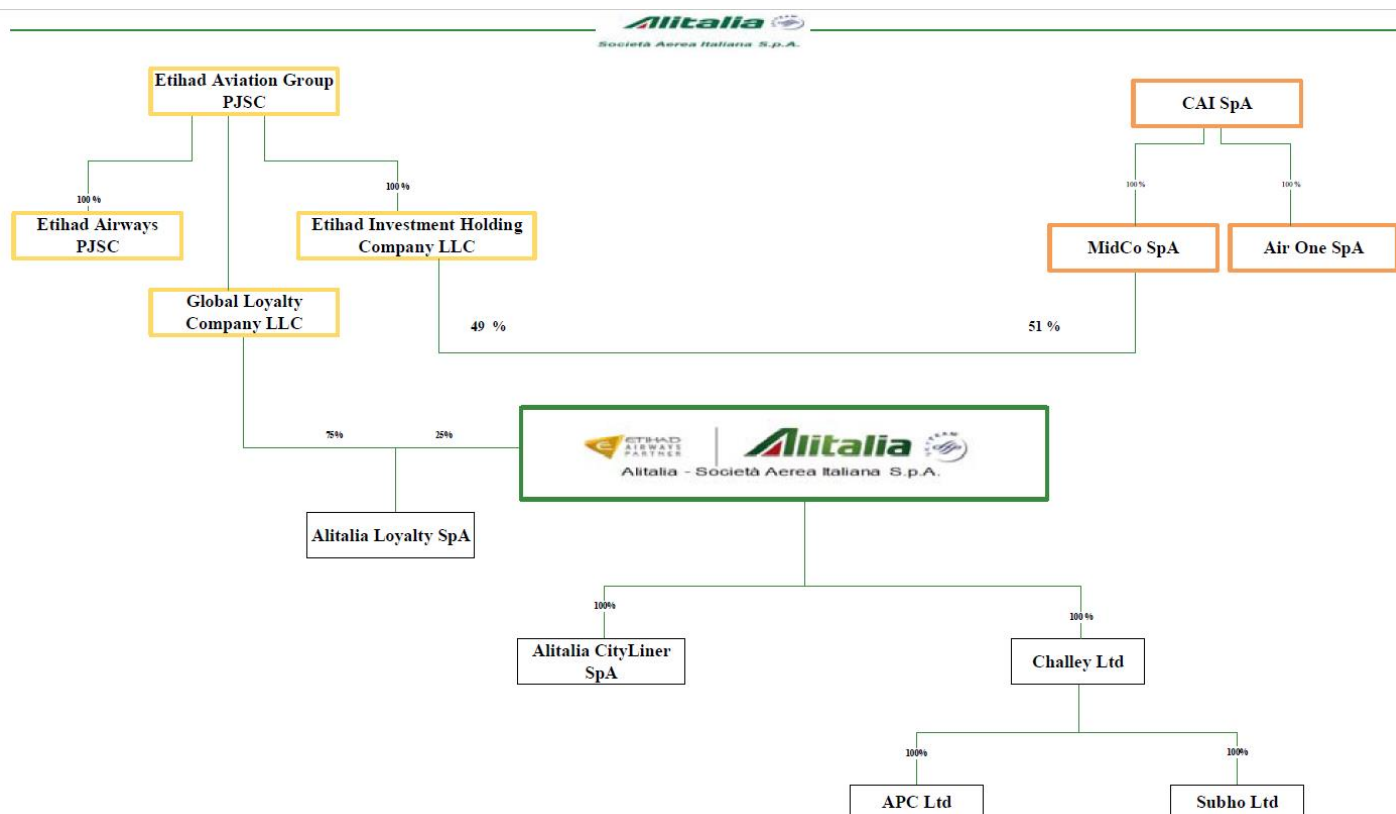 Alitalia
Società Aerea Italiana S.p.A.
Etihad Aviation Group
PJSC
CAI SpA
100%
100%
100%
100%
Etihad Airways
PJSC
Etihad Investment Holding
Company LLC
MidCo SpA
Air One SpA
Global Loyalty
Company LLC
49 %
51 %
75%
25%
ETIHAD
AIRWAYS
PARTNER
Alitalia
Alitalia - Società Aerea Italiana S.p.A.
Alitalia Loyalty SpA
100%
100%
Alitalia CityLiner
SpA
Challey Ltd
100%
100%
APC Ltd
Subho Ltd